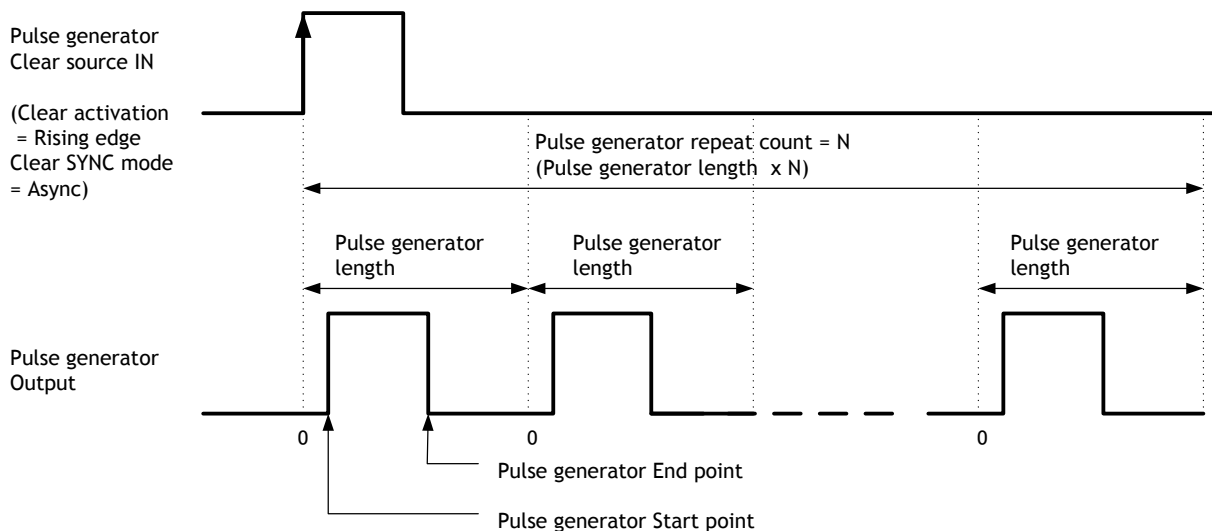 Pulse generator
Clear source IN
(Clear activation
= Rising edge
Clear SYNC mode
= Async)
Pulse generator repeat count = N
(Pulse generator length x N)
Pulse generator
length
Pulse generator
length
Pulse generator
length
Pulse generator
Output
0
0
0
Pulse generator End point
Pulse generator Start point